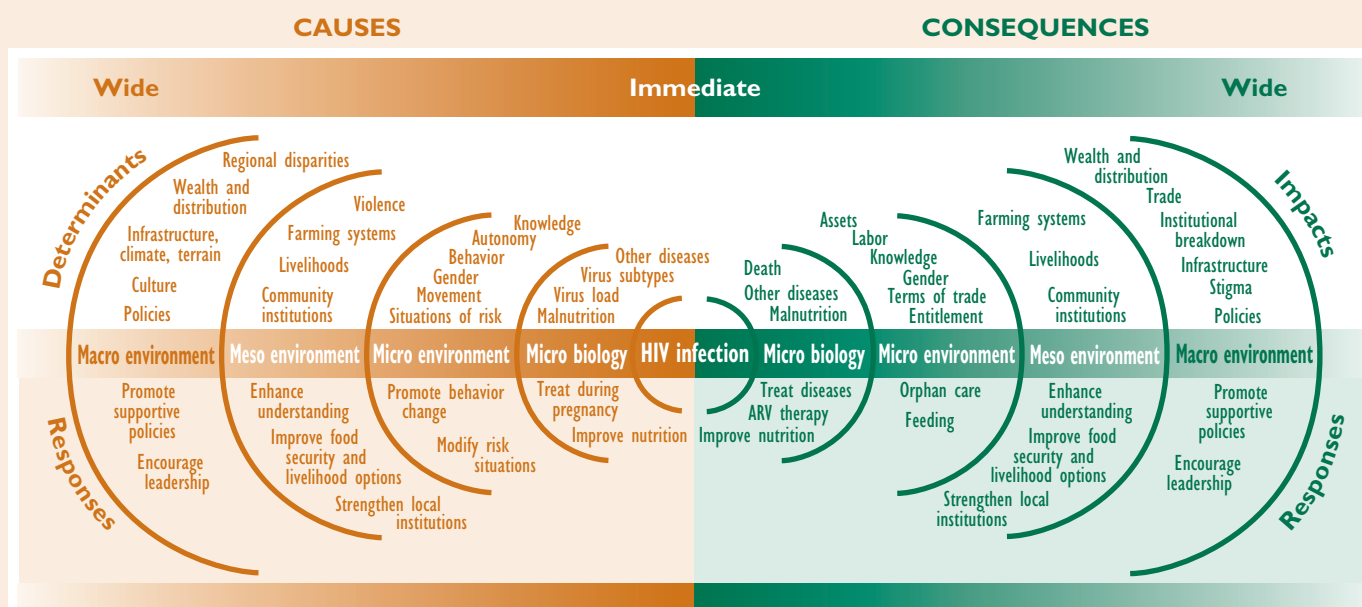 CAUSES
CONSEQUENCES
Wide
Immediate
Wide
Determinants
Regional disparities
Wealth and
distribution
Infrastructure,
climate, terrain
Culture
Policies
Violence
Farming systems
Livelihoods
Community
institutions
Knowledge
Autonomy
Behavior
Gender
Movement
Situations of risk
Other diseases
Virus subtypes
Virus load
Malnutrition
Death
Other diseases
Malnutrition
Assets
Labor
Knowledge
Gender
Terms of trade
Entitlement
Farming systems
Livelihoods
Community
institutions
Wealth and
distribution
Trade
Institutional
breakdown
Infrastructure
Stigma
Policies
Impacts
Macro environment
Meso environment
Micro environment
Micro biology
HIV infection
Micro biology
Micro environment
Meso environment
Macro environment
Responses
Promote
supportive
policies
Encourage
leadership
Enhance
understanding
Improve food
security and
livelihood options
Strengthen local
institutions
Promote behavior
change
Modify risk
situations
Treat during
pregnancy
Improve nutrition
Treat diseases
ARV therapy
Improve nutrition
Orphan care
Feeding
Enhance
understanding
Improve food
security and
livelihood options
Strengthen local
institutions
Promote
supportive
policies
Encourage
leadership
Responses